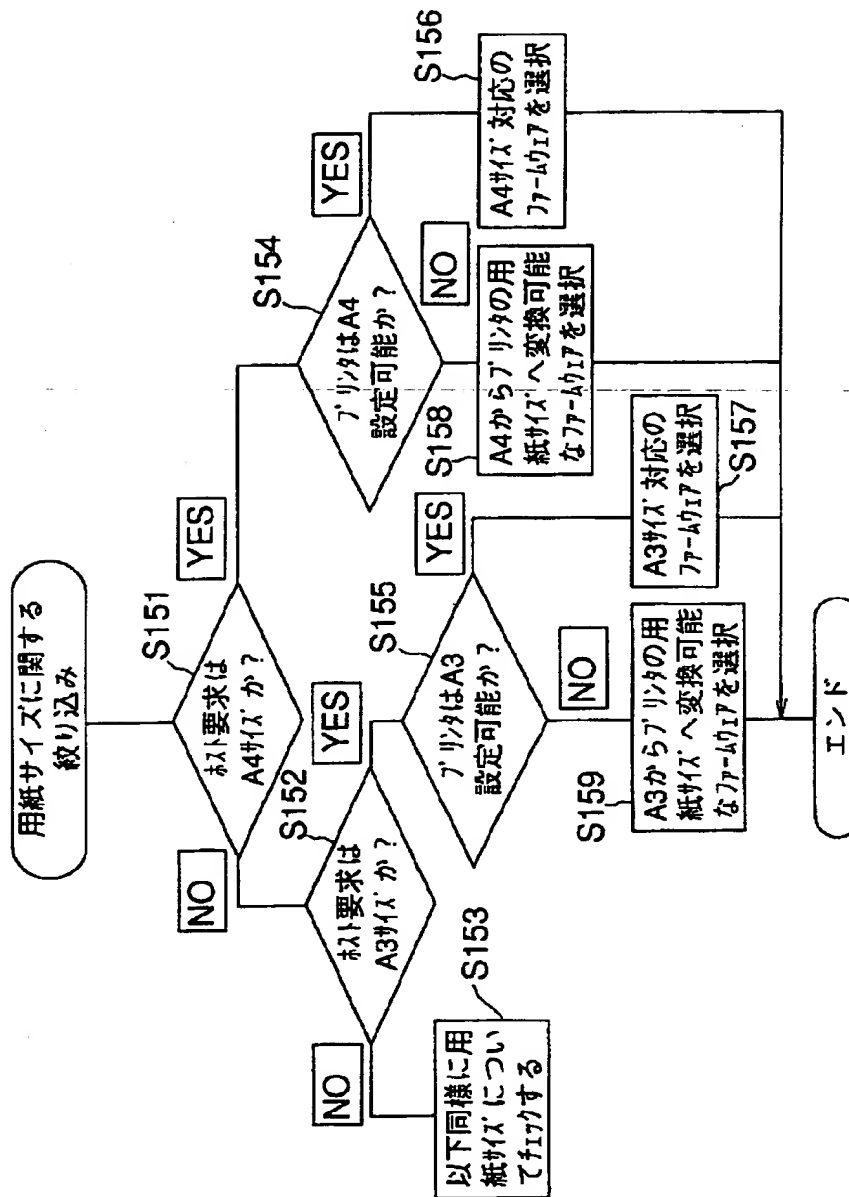 用紙サイズに関する
絞り込み
S151
ホスト要求は
A4サイズか?
YES
NO
S152
ホスト要求は
A3サイズか?
YES
NO
S153
以下同様に用
紙サイズについ
てチェックする
S154
プリンタはA4
設定可能か?
YES
NO
S155
プリンタはA3
設定可能か?
YES
NO
S156
A4サイズ対応の
ファームウェアを選択
S158
A4からプリンタの用
紙サイズへ変換可能
なファームウェアを選択
S157
A3サイズ対応の
ファームウェアを選択
S159
A3からプリンタの用
紙サイズへ変換可能
なファームウェアを選択
エンド